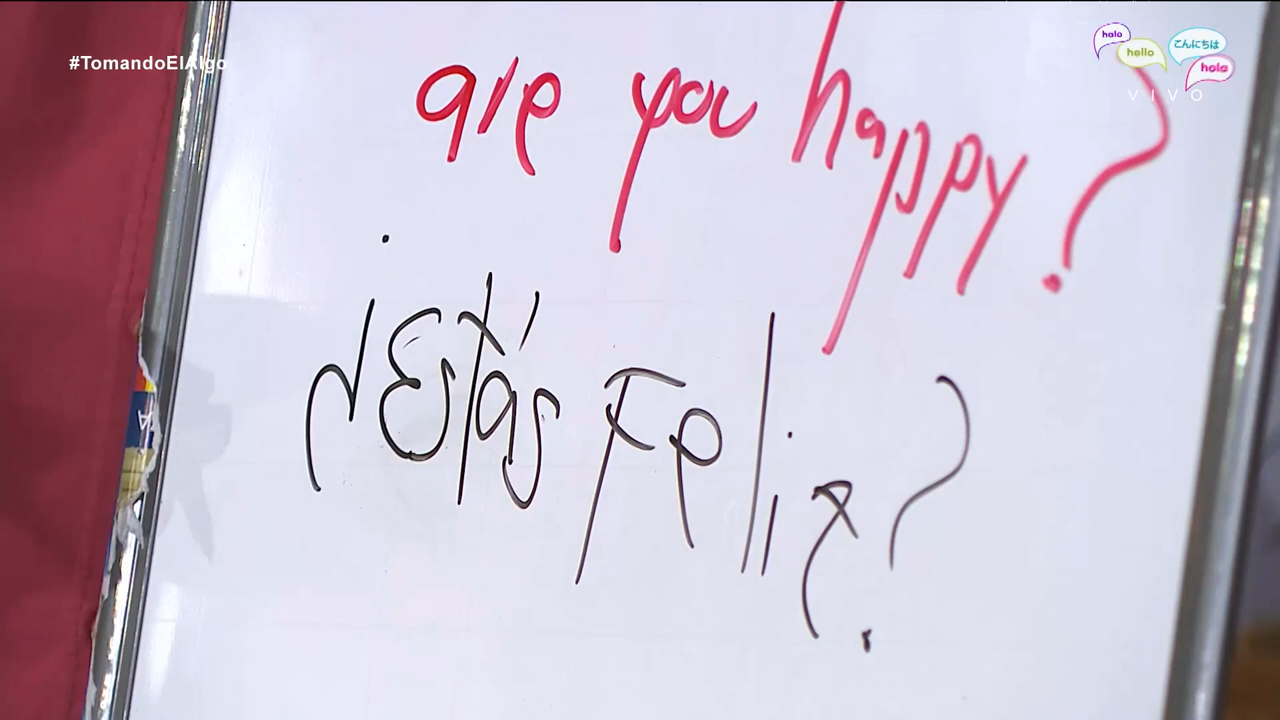 #TomandoElAlgo
halo
hello
こんにちは
hola
VIVO
are you happy?
¿Estás Feliz?